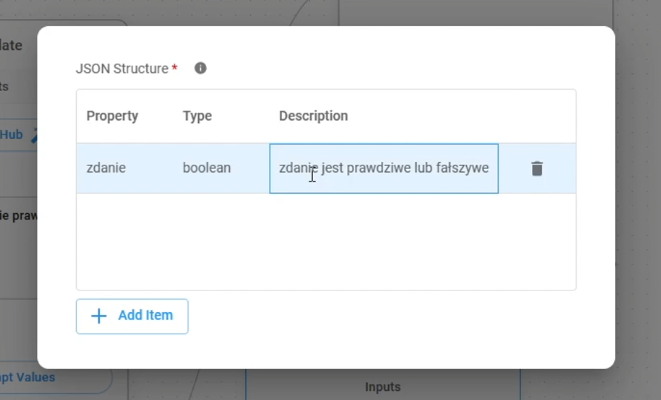 late
ts
JSON Structure *
Property Type Description
Hub
zdanie boolean zdanie jest prawdziwe lub fałszywe
ie praw
+ Add Item
npt Values
Inputs